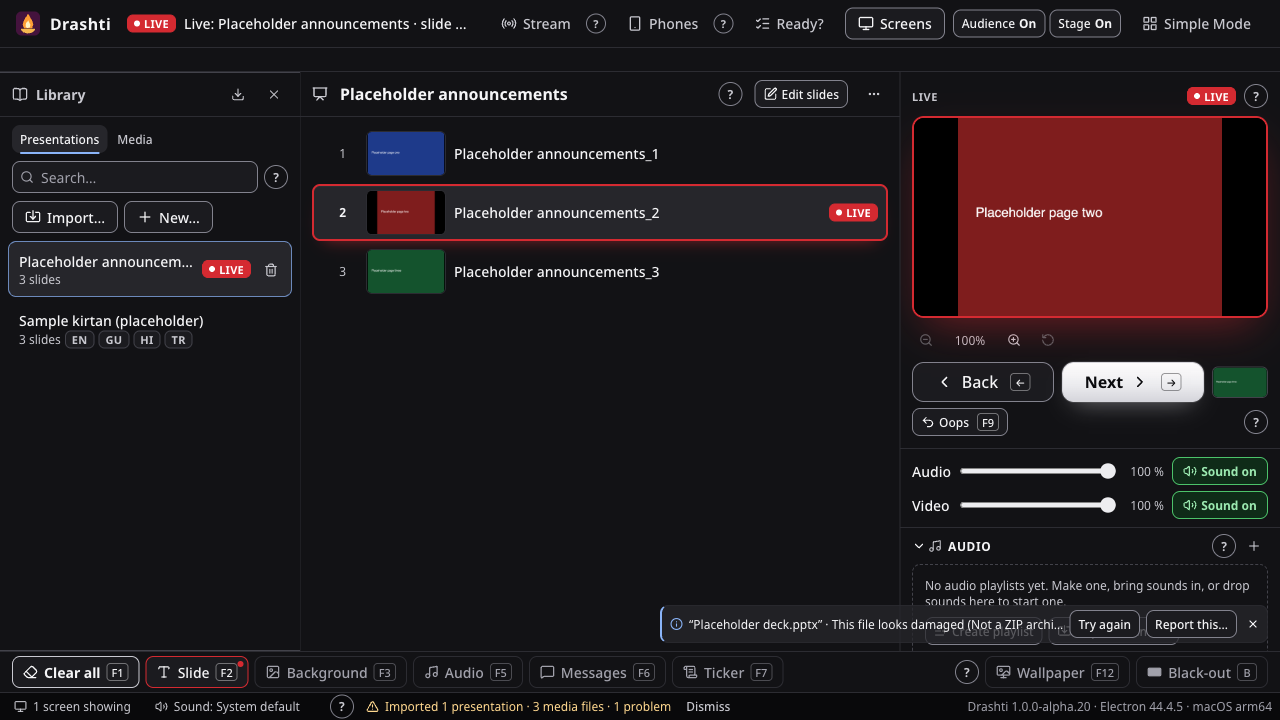 Drashti
LIVE
Live: Placeholder announcements · slide ...
Stream
?
Phones
?
Ready?
Screens
Audience On
Stage On
Simple Mode
Library
Presentations
Media
Search...
?
Import...
New...
Placeholder announcem...
LIVE
3 slides
Sample kirtan (placeholder)
3 slides EN GU HI TR
Placeholder announcements
?
Edit slides
...
1
Placeholder announcements_1
2
Placeholder announcements_2
LIVE
3
Placeholder announcements_3
LIVE
LIVE
?
Placeholder page two
100%
Back
Next
Oops F9
?
Audio
100 %
Sound on
Video
100 %
Sound on
AUDIO
?
No audio playlists yet. Make one, bring sounds in, or drop
sounds here to start one.
Create playlist
“Placeholder deck.pptx” · This file looks damaged (Not a ZIP archi...
Try again
Report this...
Clear all F1
Slide F2
Background F3
Audio F5
Messages F6
Ticker F7
?
Wallpaper F12
Black-out B
1 screen showing
Sound: System default
?
Imported 1 presentation · 3 media files · 1 problem
Dismiss
Drashti 1.0.0-alpha.20 · Electron 44.4.5 · macOS arm64